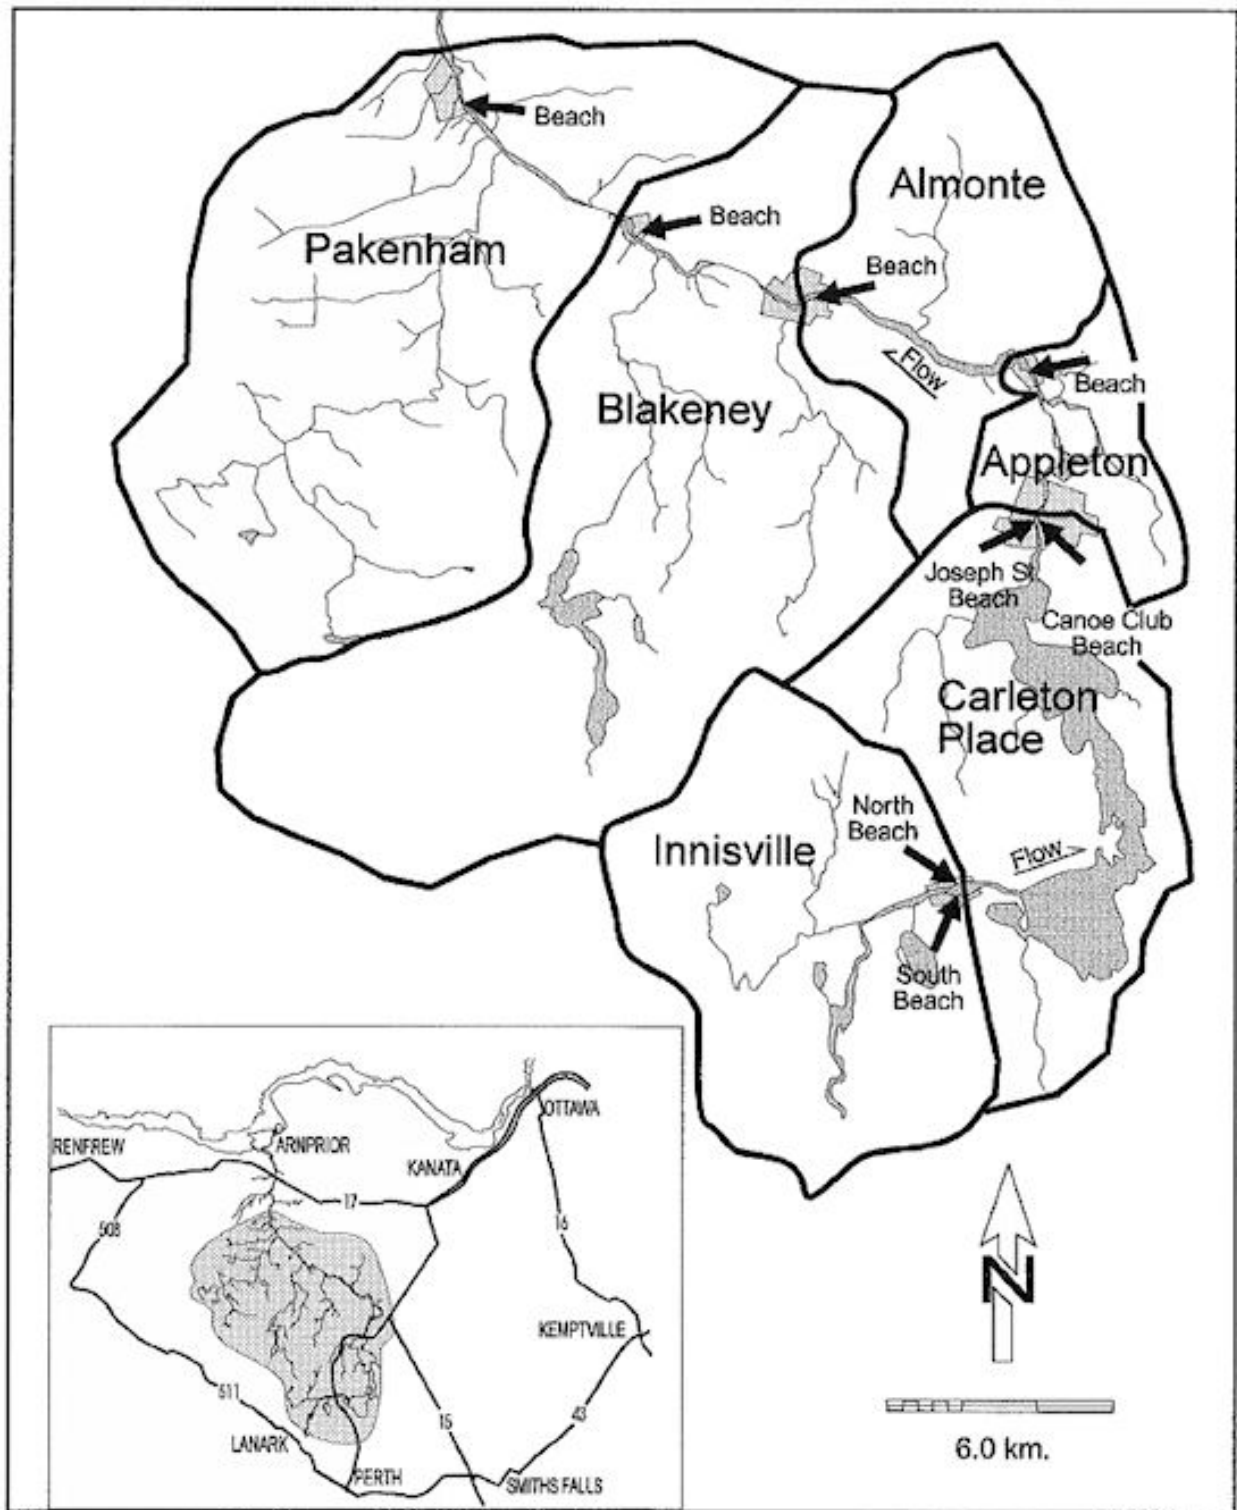 Beach
Almonte
Beach
Pakenham
Beach
Flow
Beach
Blakeney
Appleton
Joseph St.
Beach
Canoe Club
Beach
Carleton
Place
North
Beach
Innisville
Flow
South
Beach
OTTAWA
RENFREW
ARNPRIOR
KANATA
17
508
16
KEMPTVILLE
511
15
43
LANARK
PERTH
SMITHS FALLS
N
6.0 km.